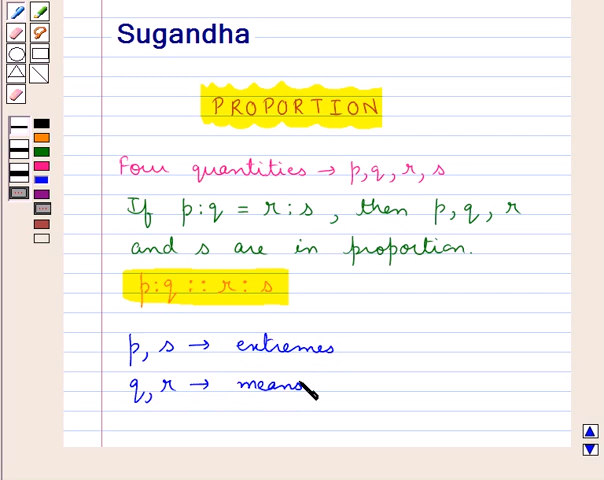 Sugandha
PROPORTION
Four quantities → p, q, r, s
If p:q = r:s, then p, q, r
and s are in proportion.
p:q :: r:s
p, s → extremes
q, r → means